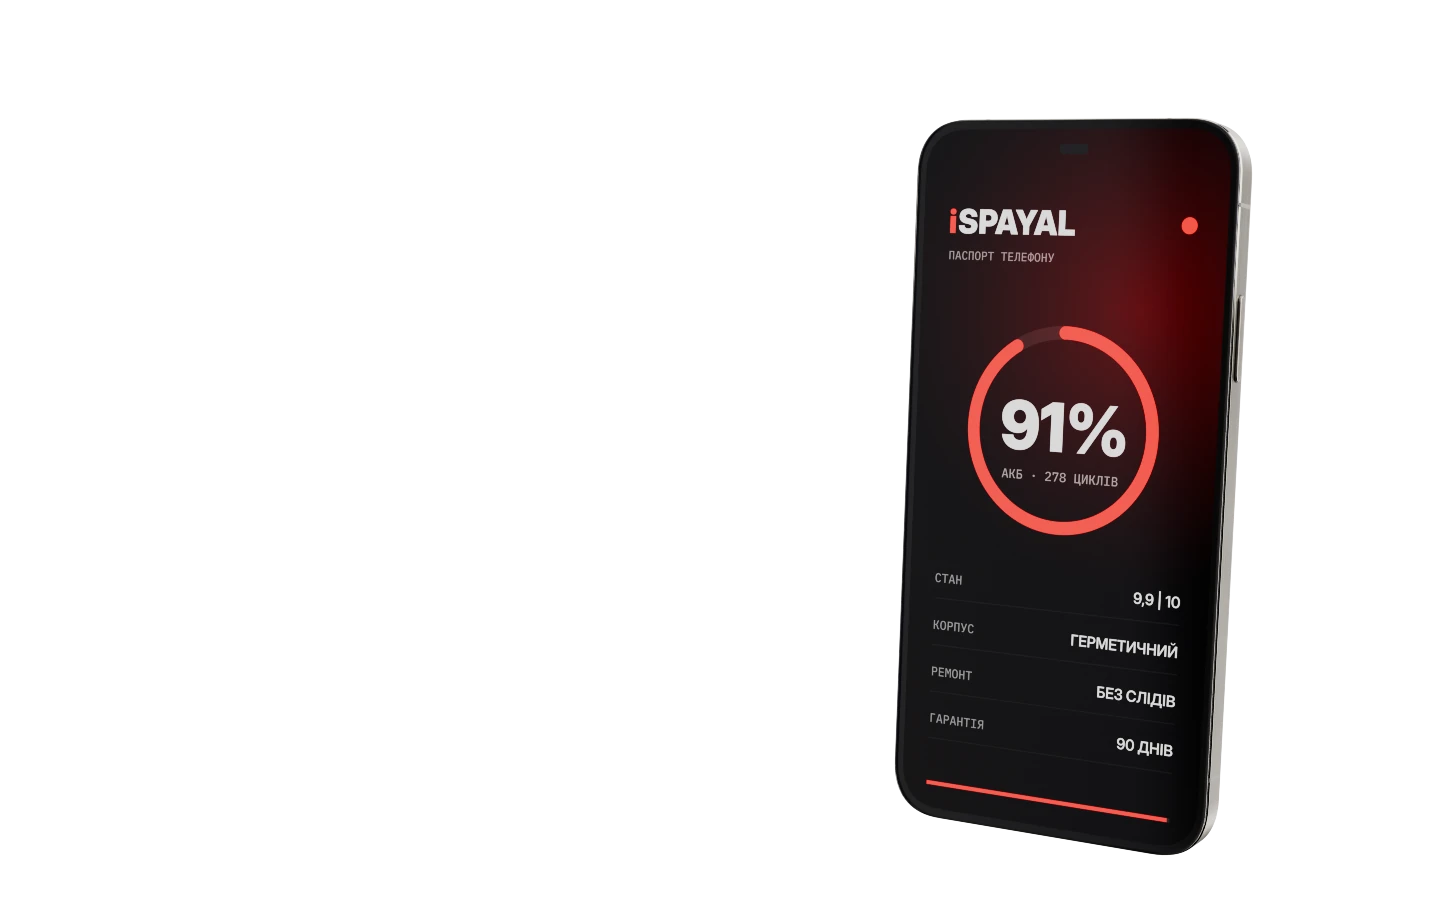 iSPAYAL
ПАСПОРТ ТЕЛЕФОНУ
91%
АКБ · 278 ЦИКЛІВ
СТАН 9,9 | 10
КОРПУС ГЕРМЕТИЧНИЙ
РЕМОНТ БЕЗ СЛІДІВ
ГАРАНТІЯ 90 ДНІВ